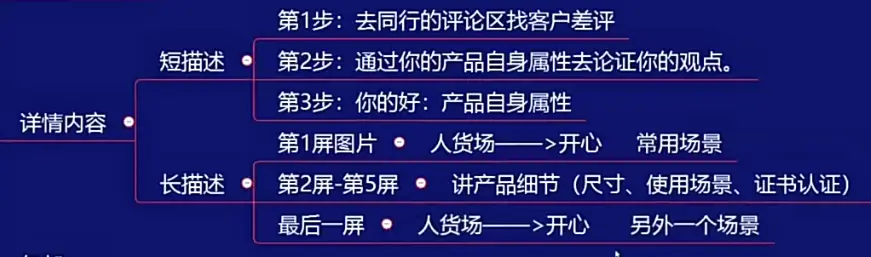 第1步：去同行的评论区找客户差评
短描述
第2步：通过你的产品自身属性去论证你的观点。
第3步：你的好：产品自身属性
详情内容
第1屏图片 人货场——>开心 常用场景
长描述
第2屏-第5屏 讲产品细节（尺寸、使用场景、证书认证）
最后一屏 人货场——>开心 另外一个场景